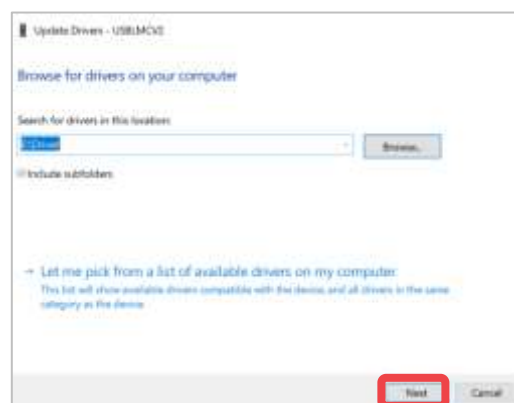 Update Drivers - USBLMCV2
Browse for drivers on your computer
Search for drivers in this location:
Browse...
Include subfolders
→ Let me pick from a list of available drivers on my computer
This list will show available drivers compatible with the device, and all drivers in the same
category as the device.
Next Cancel